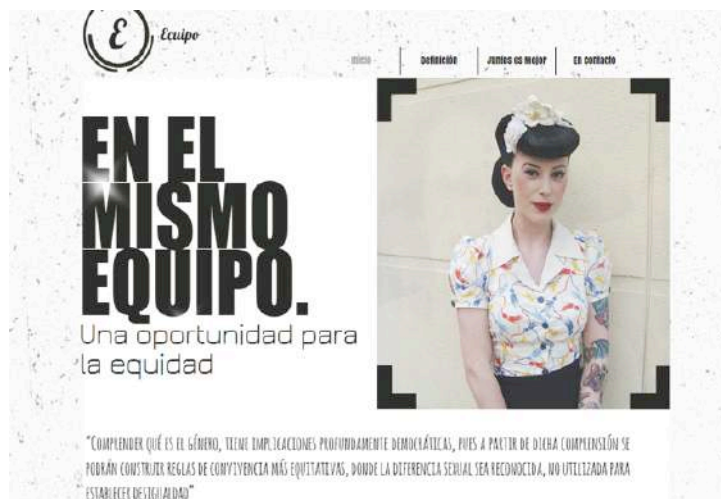 E Equipo
Inicio Definición Juntos es mejor En contacto
EN EL
MISMO
EQUIPO.
Una oportunidad para
la equidad
"COMPRENDER QUÉ ES EL GÉNERO, TIENE IMPLICACIONES PROFUNDAMENTE DEMOCRÁTICAS, PUES A PARTIR DE DICHA COMPRENSIÓN SE
PODRÁN CONSTRUIR REGLAS DE CONVIVENCIA MÁS EQUITATIVAS, DONDE LA DIFERENCIA SEXUAL SEA RECONOCIDA, NO UTILIZADA PARA
ESTABLECER DESIGUALDAD"